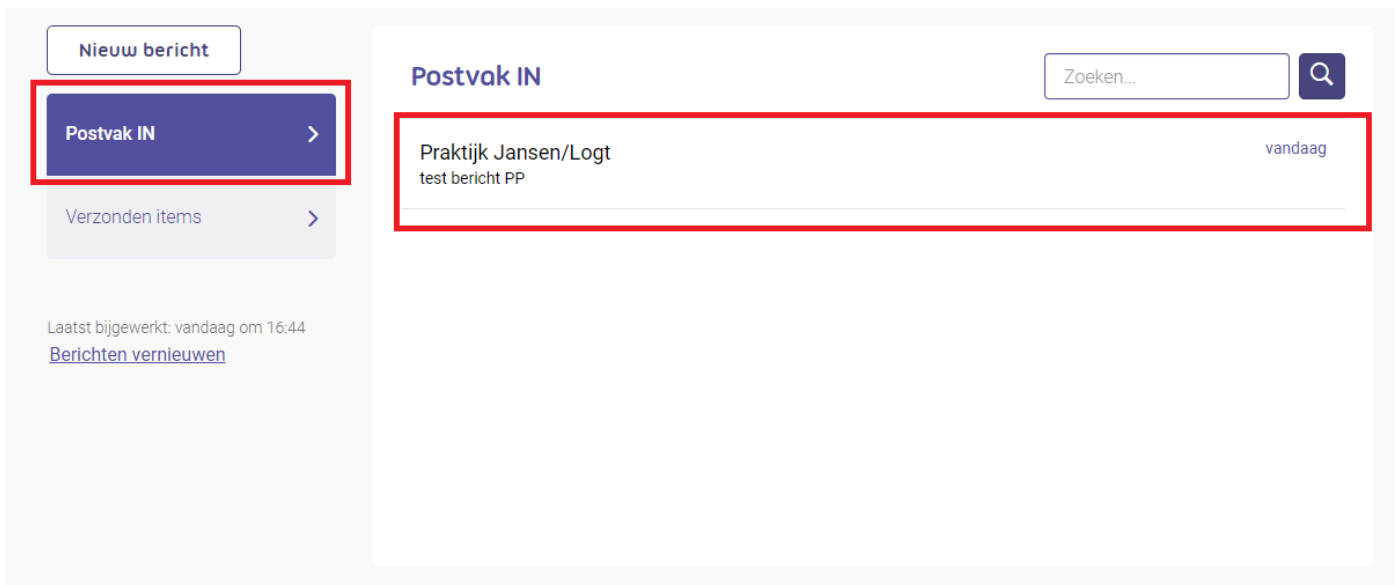 Nieuw bericht
Postvak IN
Verzonden items
Laatst bijgewerkt: vandaag om 16:44
Berichten vernieuwen
Postvak IN
Zoeken...
Praktijk Jansen/Logt
vandaag
test bericht PP